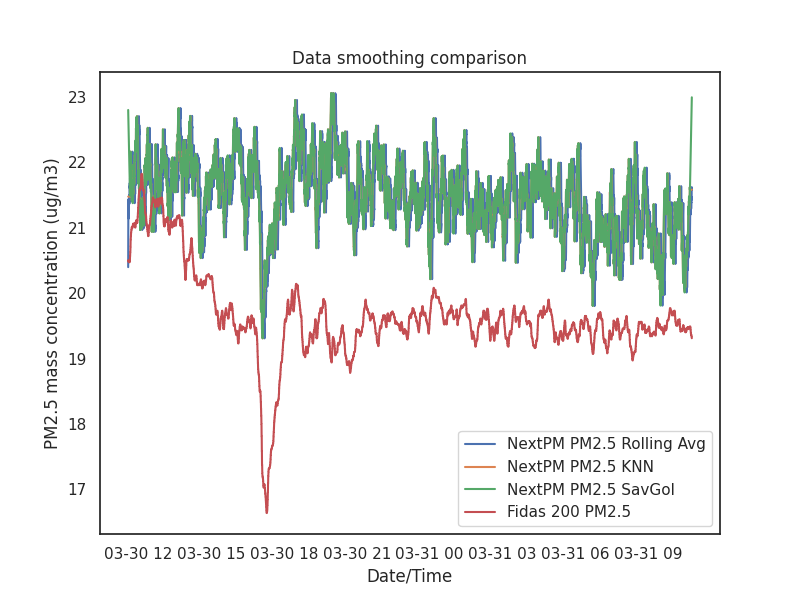 Data smoothing comparison
PM2.5 mass concentration (ug/m3)
23
22
21
20
19
18
17
NextPM PM2.5 Rolling Avg
NextPM PM2.5 KNN
NextPM PM2.5 SavGol
Fidas 200 PM2.5
03-30 12 03-30 15 03-30 18 03-30 21 03-31 00 03-31 03 03-31 06 03-31 09
Date/Time